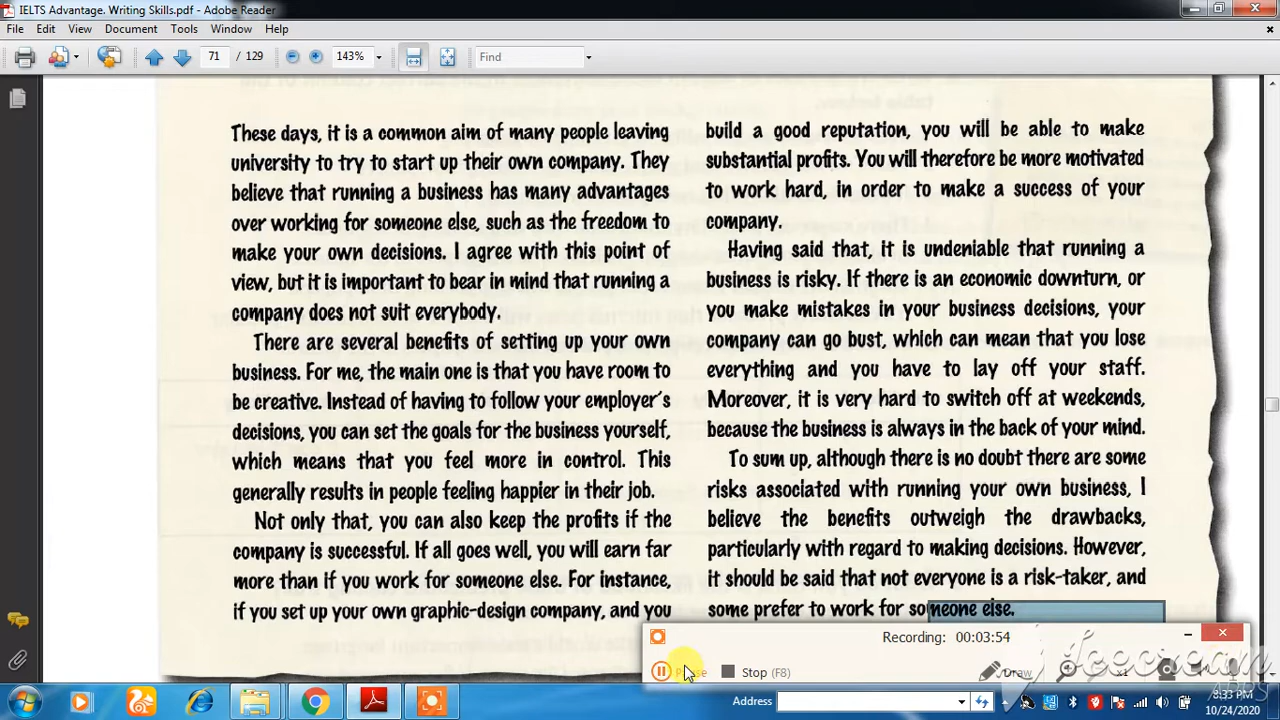 IELTS Advantage. Writing Skills.pdf - Adobe Reader
File Edit View Document Tools Window Help
71 / 129 143% Find
These days, it is a common aim of many people leaving
university to try to start up their own company. They
believe that running a business has many advantages
over working for someone else, such as the freedom to
make your own decisions. I agree with this point of
view, but it is important to bear in mind that running a
company does not suit everybody.
There are several benefits of setting up your own
business. For me, the main one is that you have room to
be creative. Instead of having to follow your employer's
decisions, you can set the goals for the business yourself,
which means that you feel more in control. This
generally results in people feeling happier in their job.
Not only that, you can also keep the profits if the
company is successful. If all goes well, you will earn far
more than if you work for someone else. For instance,
if you set up your own graphic-design company, and you
build a good reputation, you will be able to make
substantial profits. You will therefore be more motivated
to work hard, in order to make a success of your
company.
Having said that, it is undeniable that running a
business is risky. If there is an economic downturn, or
you make mistakes in your business decisions, your
company can go bust, which can mean that you lose
everything and you have to lay off your staff.
Moreover, it is very hard to switch off at weekends,
because the business is always in the back of your mind.
To sum up, although there is no doubt there are some
risks associated with running your own business, I
believe the benefits outweigh the drawbacks,
particularly with regard to making decisions. However,
it should be said that not everyone is a risk-taker, and
some prefer to work for someone else.
Recording: 00:03:54
Pause Stop (F8) Draw
Icecream
APPS
Address
8:33 PM
10/24/2020